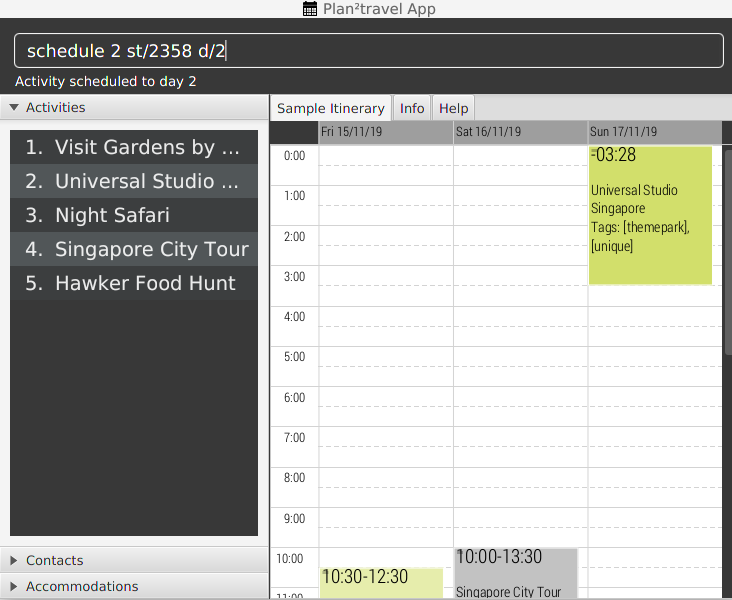 Plan²travel App
schedule 2 st/2358 d/2
Activity scheduled to day 2
Activities
1. Visit Gardens by ...
2. Universal Studio ...
3. Night Safari
4. Singapore City Tour
5. Hawker Food Hunt
Contacts
Accommodations
Sample Itinerary
Info
Help
Fri 15/11/19
Sat 16/11/19
Sun 17/11/19
0:00
1:00
2:00
3:00
4:00
5:00
6:00
7:00
8:00
9:00
10:00
11:00
-03:28
Universal Studio
Singapore
Tags: [themepark],
[unique]
10:30-12:30
10:00-13:30
Singapore City Tour